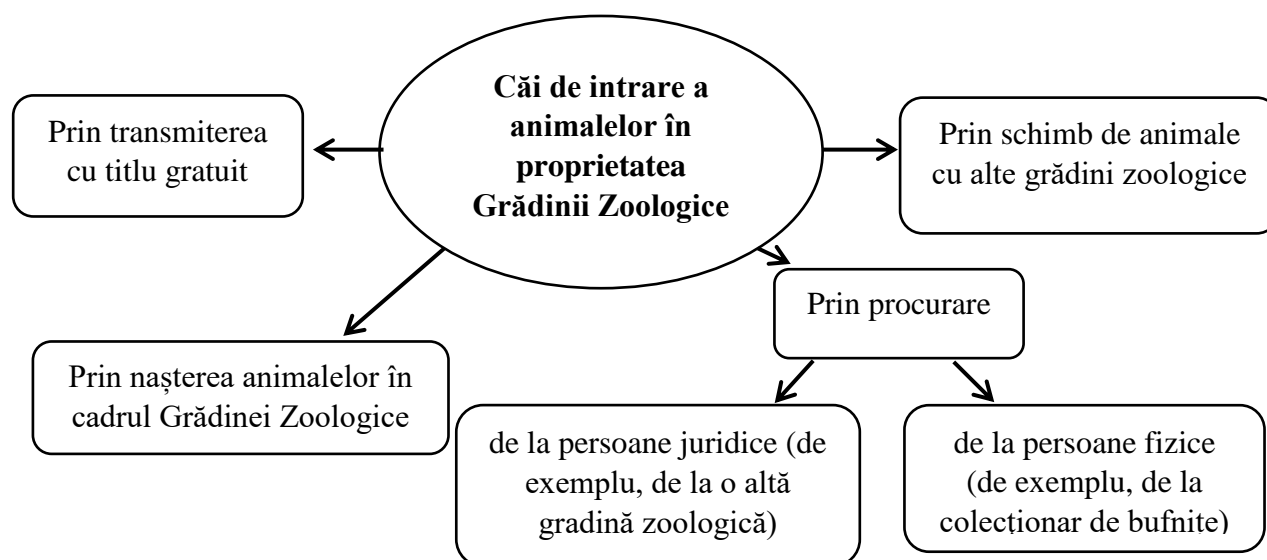 Căi de intrare a
animalelor în
proprietatea
Grădinii Zoologice
Prin transmiterea
cu titlu gratuit
Prin schimb de animale
cu alte grădini zoologice
Prin procurare
Prin nașterea animalelor în
cadrul Grădinei Zoologice
de la persoane juridice (de
exemplu, de la o altă
gradină zoologică)
de la persoane fizice
(de exemplu, de la
colecționar de bufnițe)